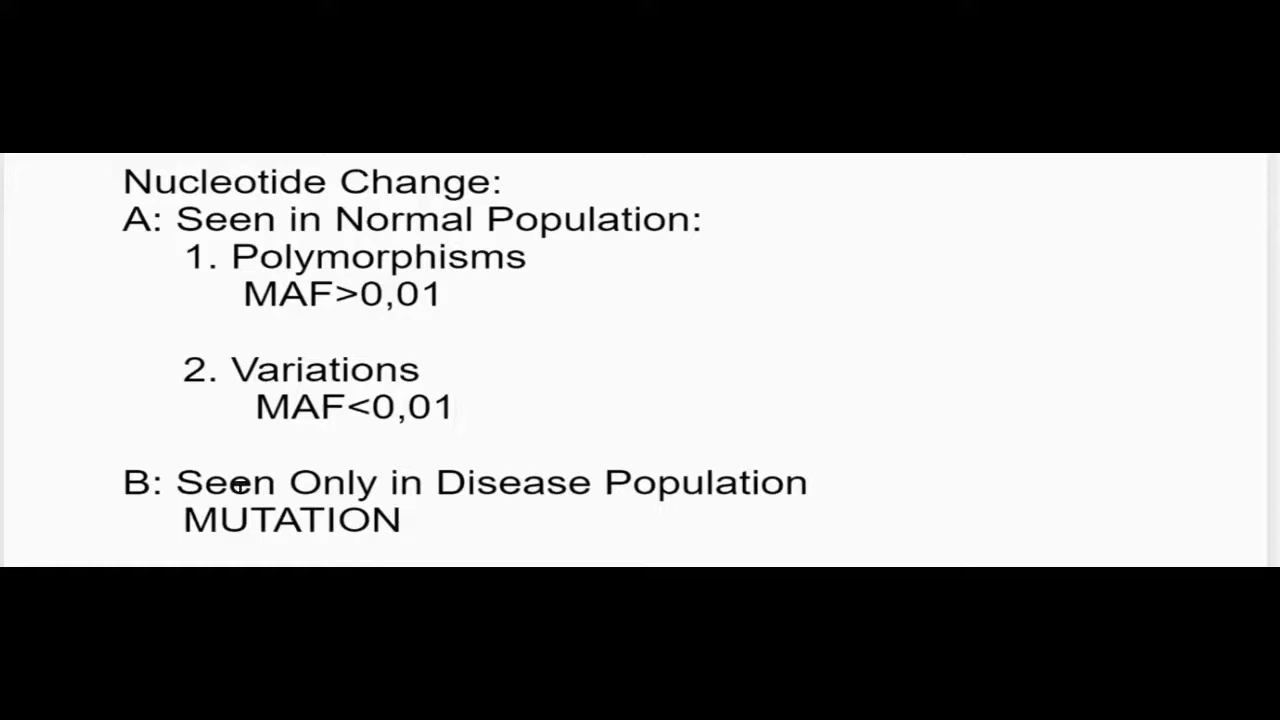 Nucleotide Change:
A: Seen in Normal Population:
1. Polymorphisms
MAF>0,01
2. Variations
MAF<0,01
B: Seen Only in Disease Population
MUTATION